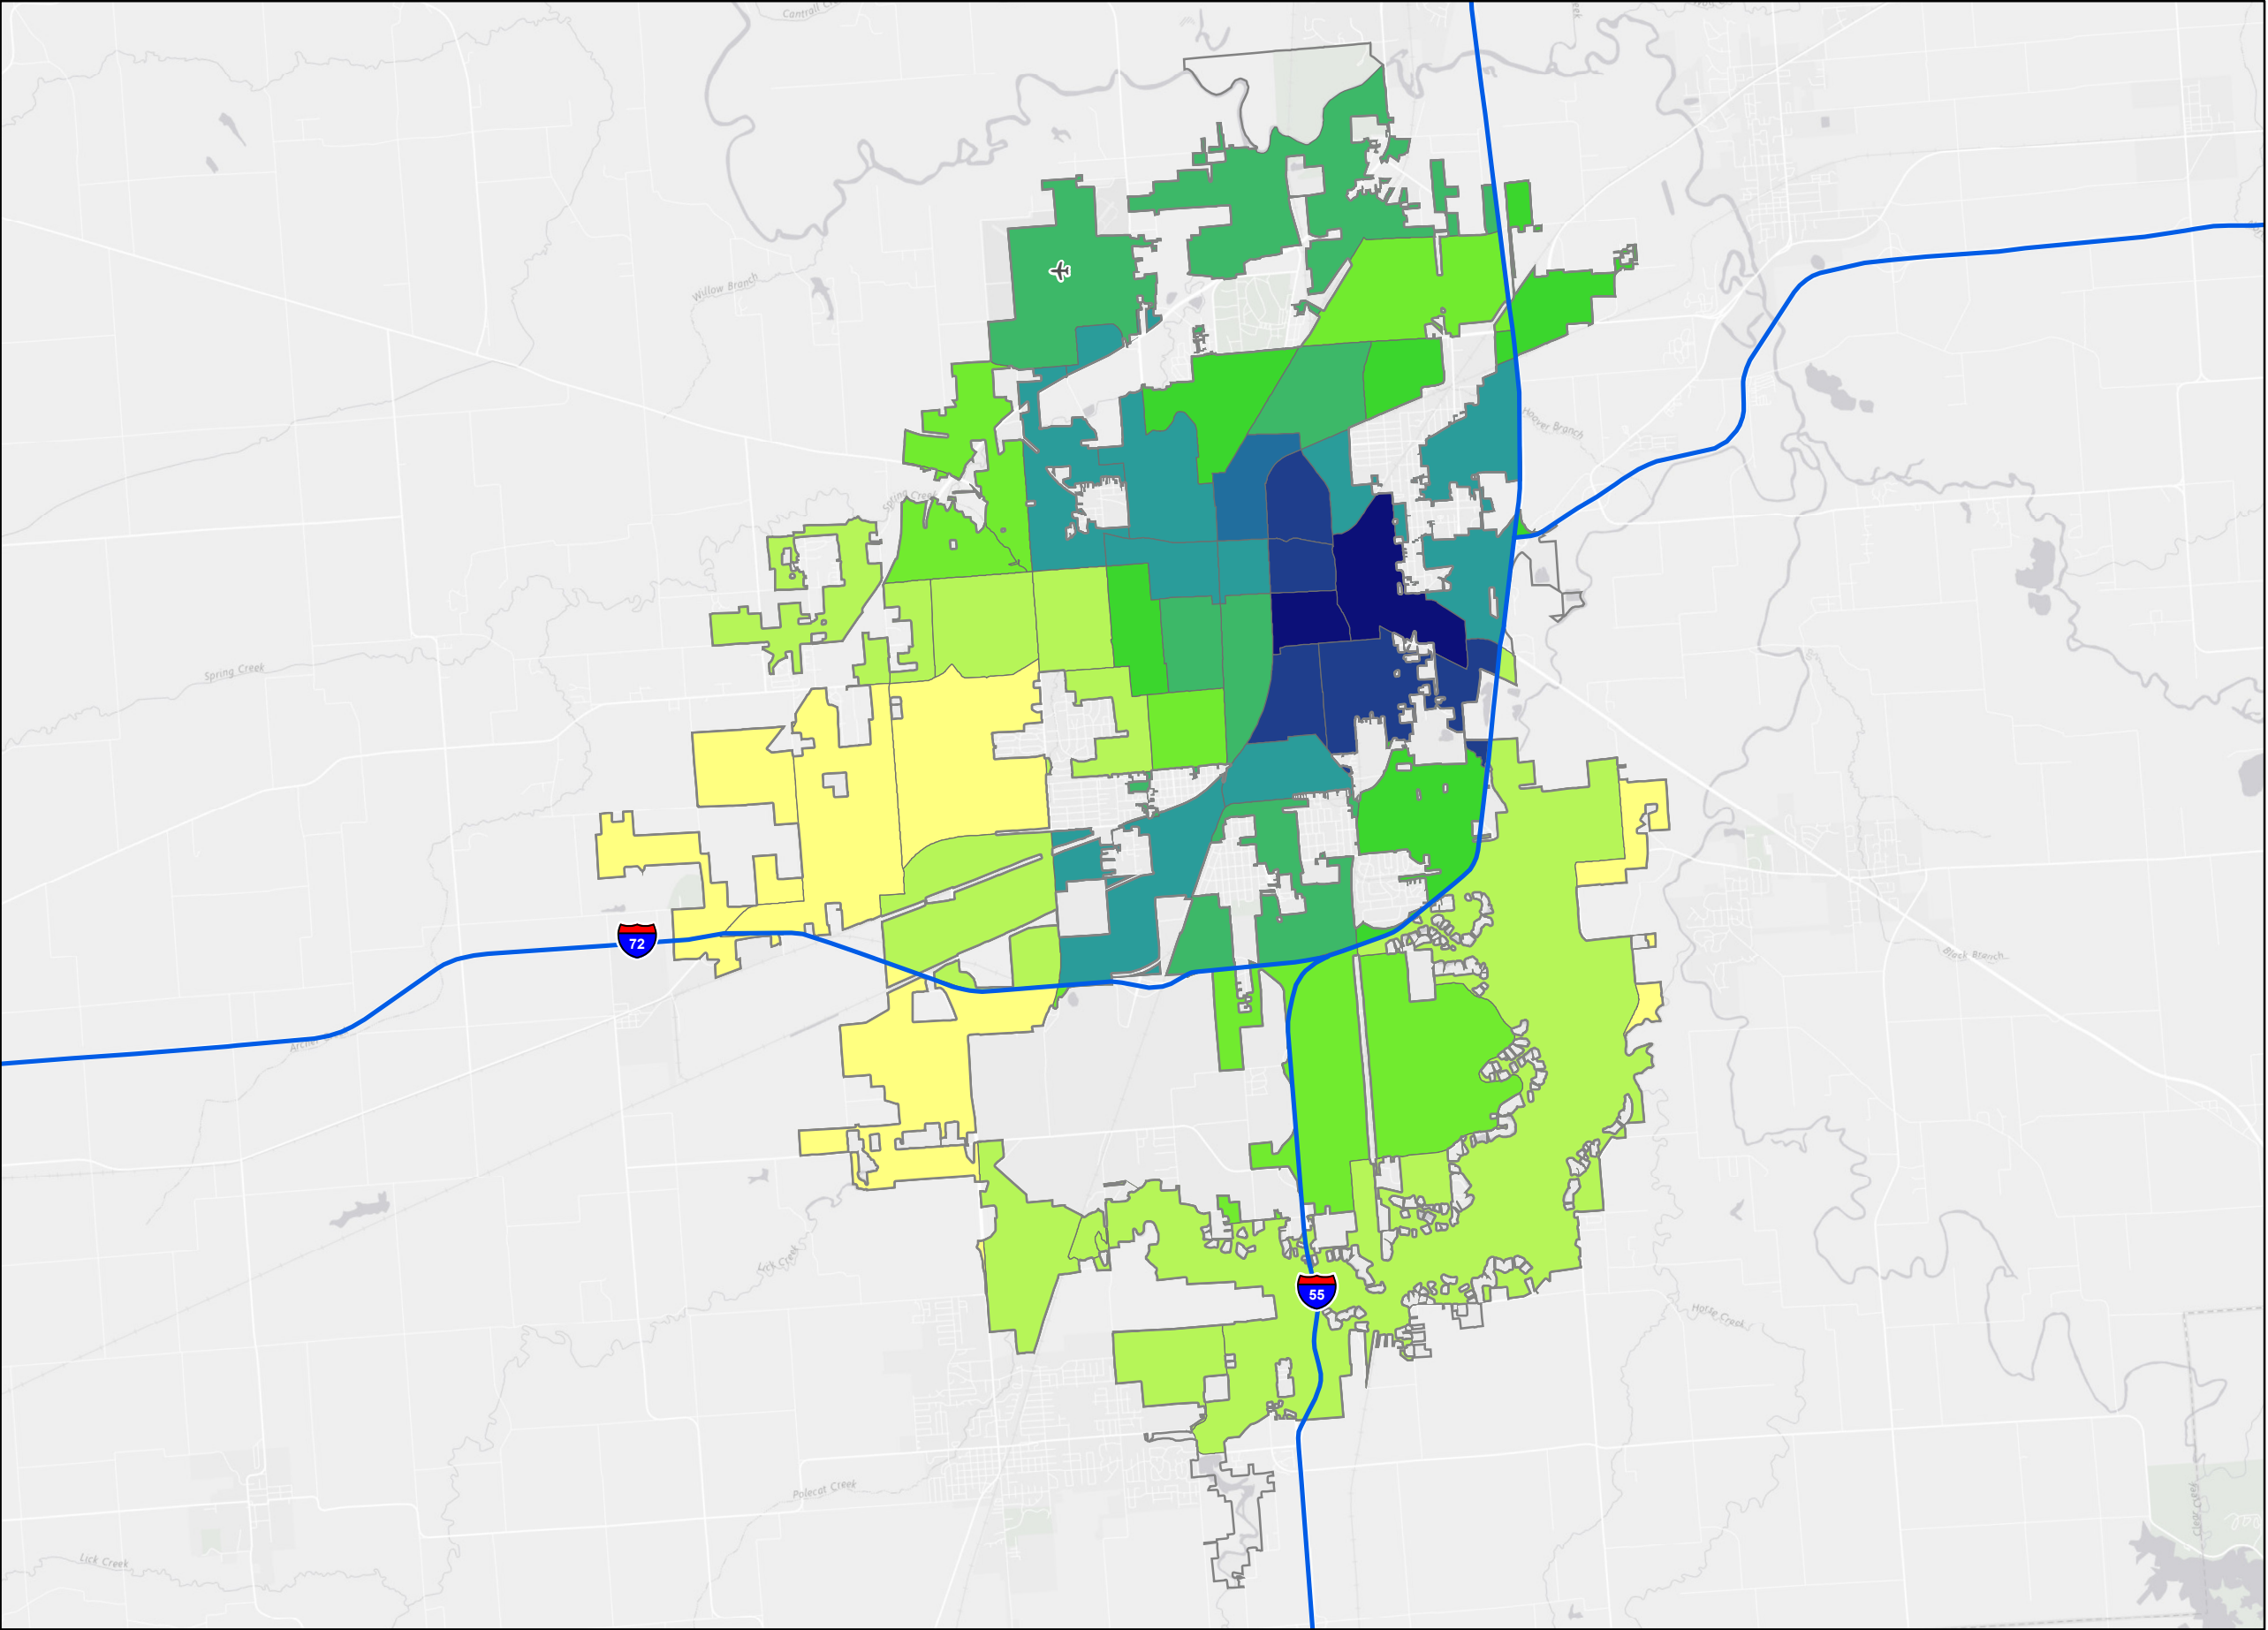 Cantrall Cr
Willow Branch
Hoover Branch
Spring Creek
Spring Creek
72
Black Branch
Archer
Lick Creek
55
Horse Creek
Polecat Creek
Clear Creek
Lick Creek